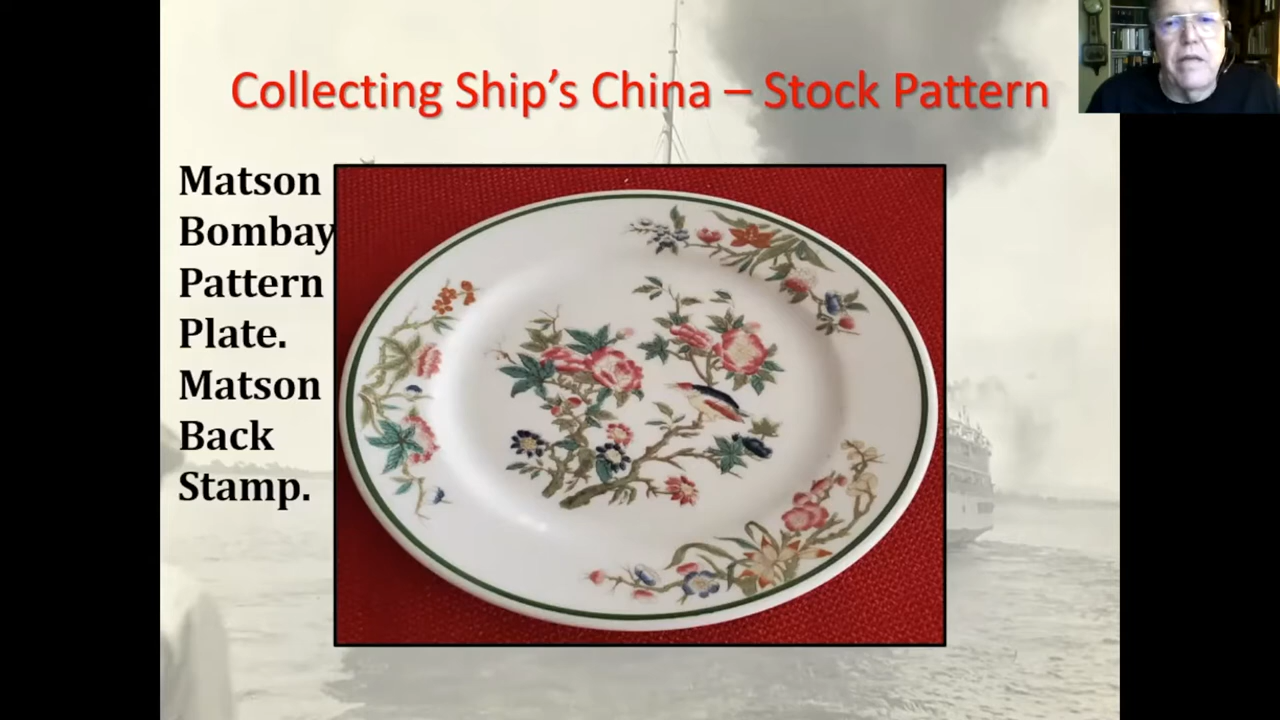 Collecting Ship's China – Stock Pattern
Matson
Bombay
Pattern
Plate.
Matson
Back
Stamp.